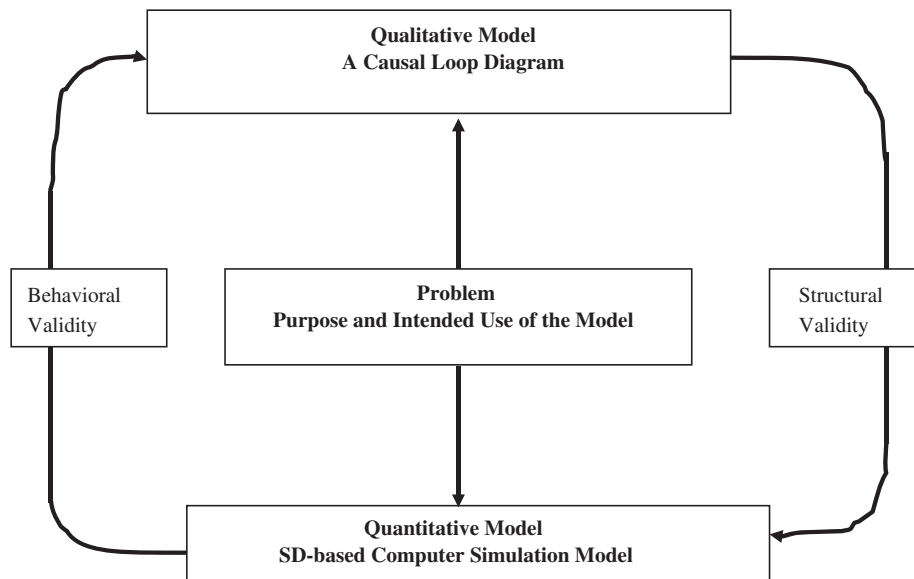 Qualitative Model
A Causal Loop Diagram
Behavioral
Validity
Problem
Purpose and Intended Use of the Model
Structural
Validity
Quantitative Model
SD-based Computer Simulation Model